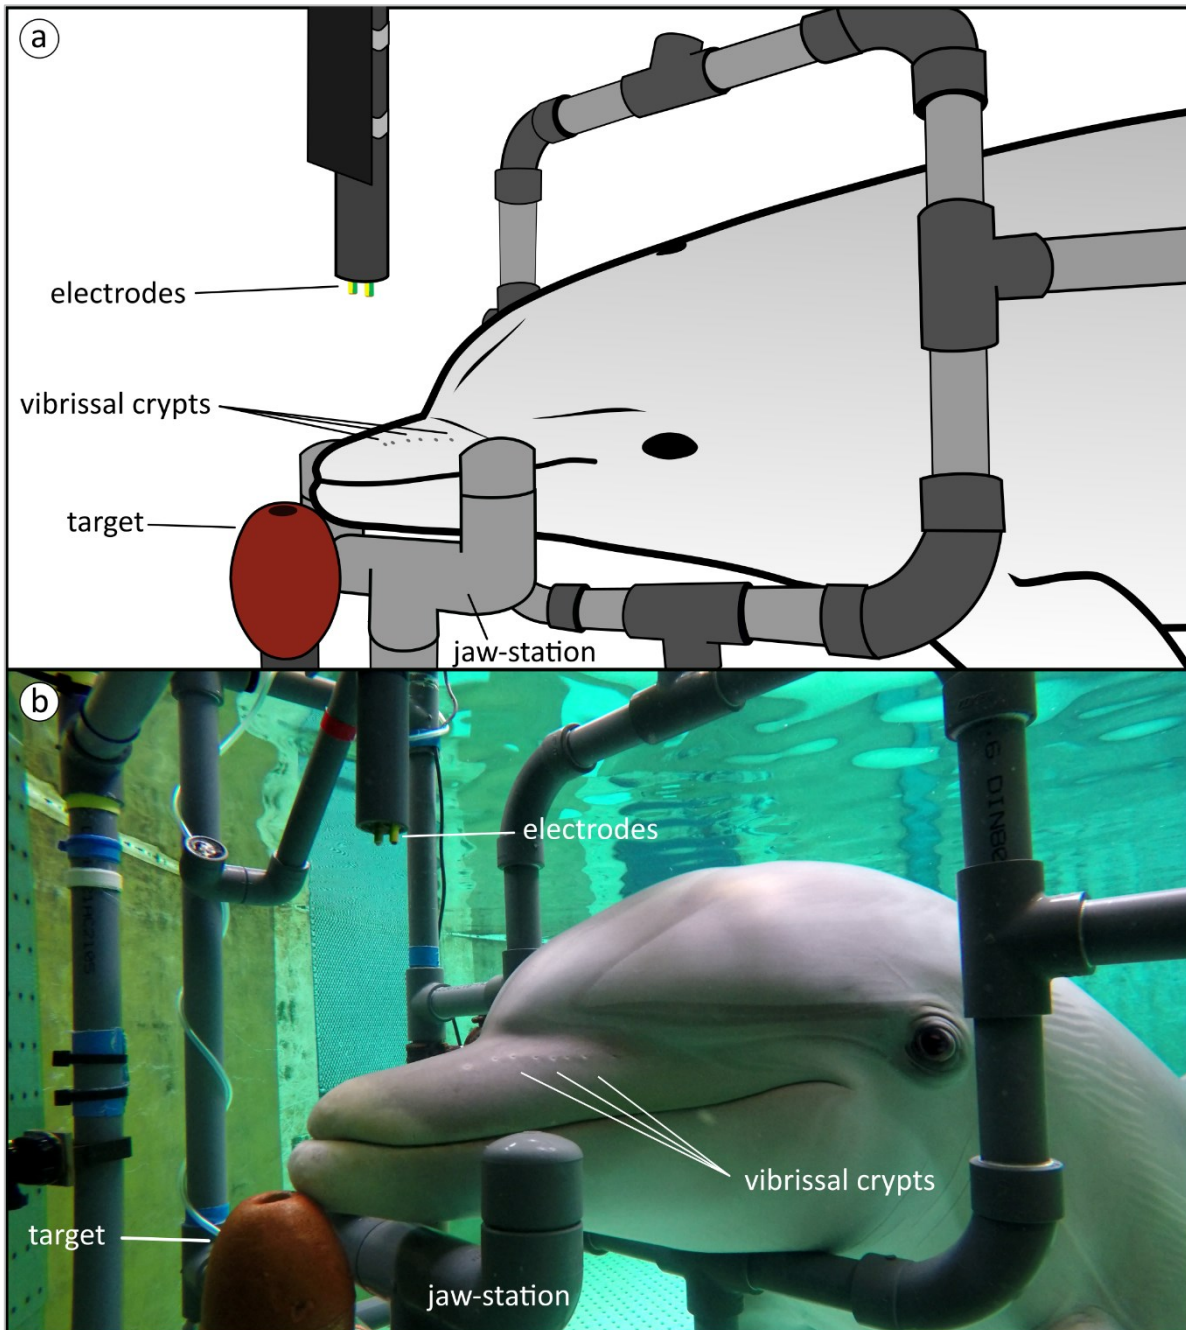 a
electrodes
vibrissal crypts
target
jaw-station
b
electrodes
vibrissal crypts
target
jaw-station